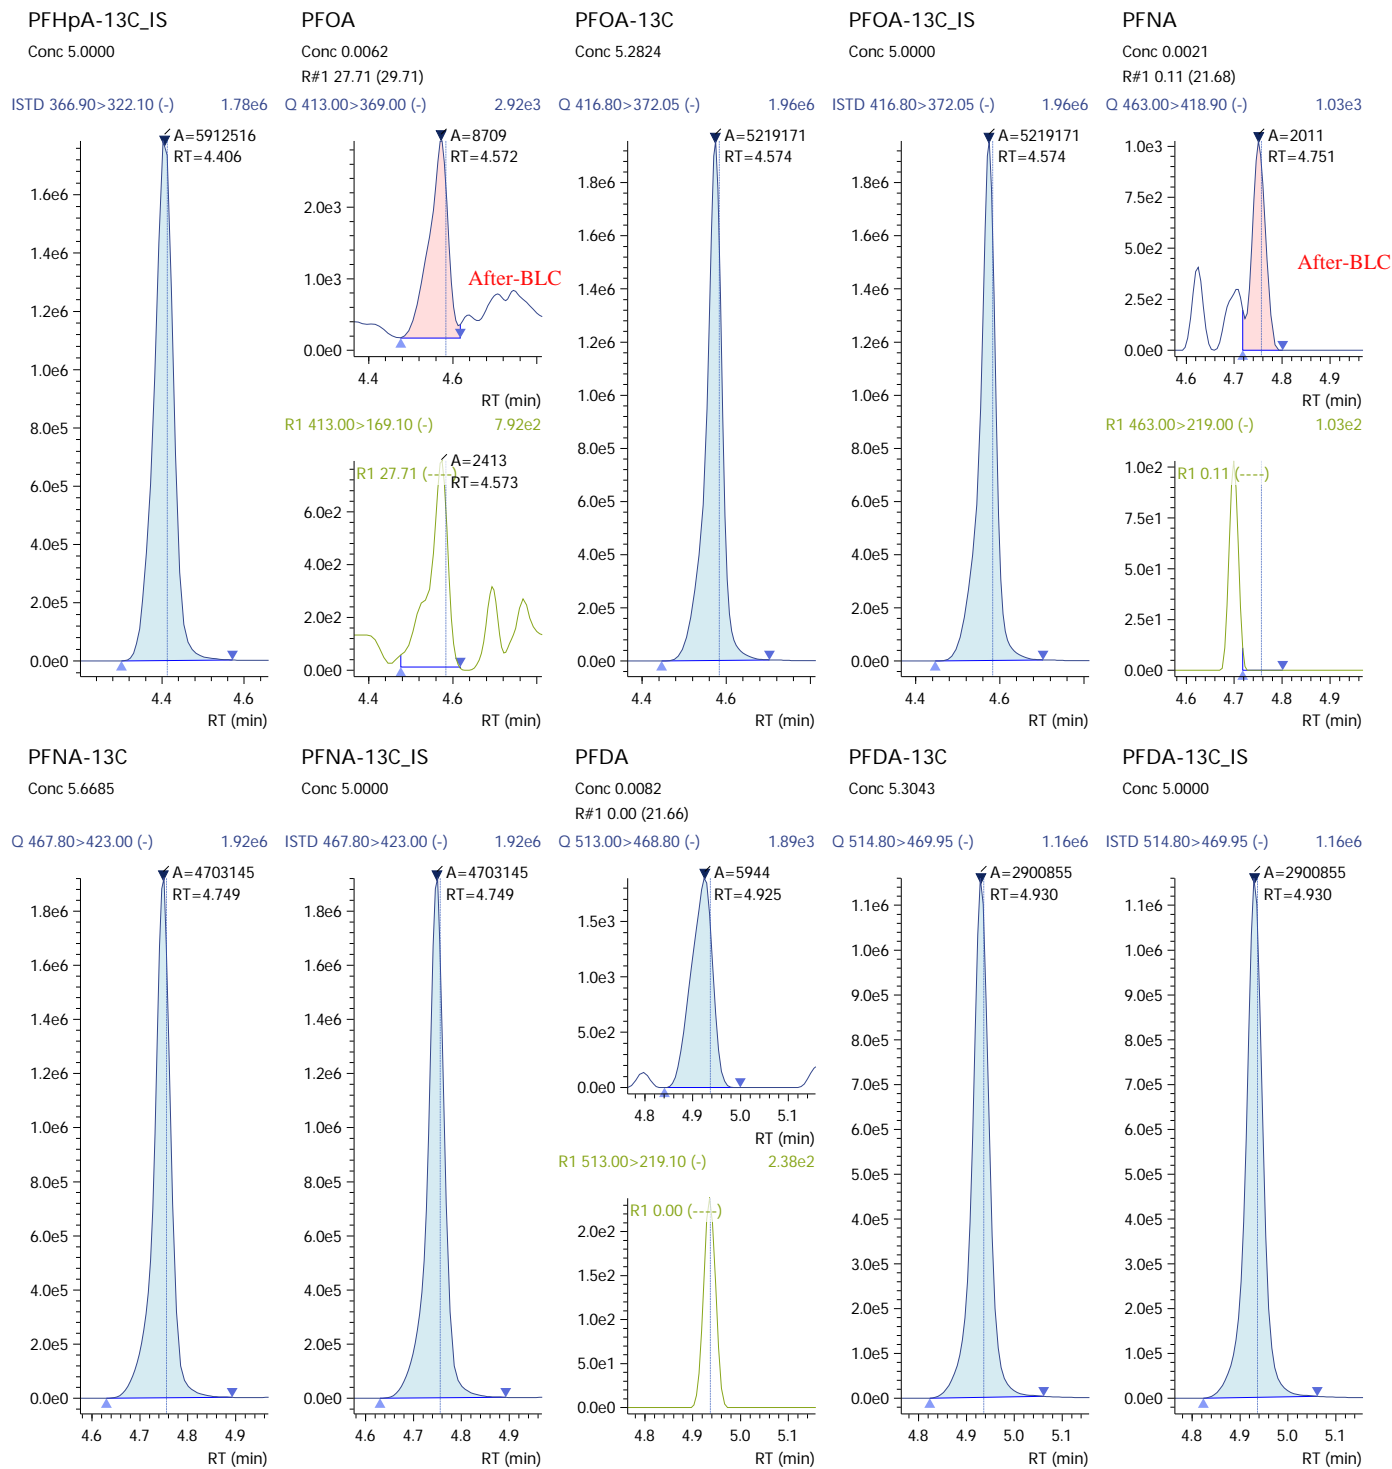 PFHpA-13C_IS
Conc 5.0000
ISTD 366.90>322.10 (-) 1.78e6
A=5912516
RT=4.406
1.6e6
1.4e6
1.2e6
1.0e6
8.0e5
6.0e5
4.0e5
2.0e5
0.0e0
4.4 4.6
RT (min)
PFOA
Conc 0.0062
R#1 27.71 (29.71)
Q 413.00>369.00 (-) 2.92e3
A=8709
RT=4.572
2.0e3
1.0e3
0.0e0
After-BLC
4.4 4.6
RT (min)
R1 413.00>169.10 (-) 7.92e2
A=2413
R1 27.71 (----)
RT=4.573
6.0e2
4.0e2
2.0e2
0.0e0
4.4 4.6
RT (min)
PFOA-13C
Conc 5.2824
Q 416.80>372.05 (-) 1.96e6
A=5219171
RT=4.574
1.8e6
1.6e6
1.4e6
1.2e6
1.0e6
8.0e5
6.0e5
4.0e5
2.0e5
0.0e0
4.4 4.6
RT (min)
PFOA-13C_IS
Conc 5.0000
ISTD 416.80>372.05 (-) 1.96e6
A=5219171
RT=4.574
1.8e6
1.6e6
1.4e6
1.2e6
1.0e6
8.0e5
6.0e5
4.0e5
2.0e5
0.0e0
4.4 4.6
RT (min)
PFNA
Conc 0.0021
R#1 0.11 (21.68)
Q 463.00>418.90 (-) 1.03e3
A=2011
RT=4.751
1.0e3
7.5e2
5.0e2
2.5e2
0.0e0
After-BLC
4.6 4.7 4.8 4.9
RT (min)
R1 463.00>219.00 (-) 1.03e2
R1 0.11 (----)
1.0e2
7.5e1
5.0e1
2.5e1
0.0e0
4.6 4.7 4.8 4.9
RT (min)
PFNA-13C
Conc 5.6685
Q 467.80>423.00 (-) 1.92e6
A=4703145
RT=4.749
1.8e6
1.6e6
1.4e6
1.2e6
1.0e6
8.0e5
6.0e5
4.0e5
2.0e5
0.0e0
4.6 4.7 4.8 4.9
RT (min)
PFNA-13C_IS
Conc 5.0000
ISTD 467.80>423.00 (-) 1.92e6
A=4703145
RT=4.749
1.8e6
1.6e6
1.4e6
1.2e6
1.0e6
8.0e5
6.0e5
4.0e5
2.0e5
0.0e0
4.6 4.7 4.8 4.9
RT (min)
PFDA
Conc 0.0082
R#1 0.00 (21.66)
Q 513.00>468.80 (-) 1.89e3
A=5944
RT=4.925
1.5e3
1.0e3
5.0e2
0.0e0
4.8 4.9 5.0 5.1
RT (min)
R1 513.00>219.10 (-) 2.38e2
R1 0.00 (----)
2.0e2
1.5e2
1.0e2
5.0e1
0.0e0
4.8 4.9 5.0 5.1
RT (min)
PFDA-13C
Conc 5.3043
Q 514.80>469.95 (-) 1.16e6
A=2900855
RT=4.930
1.1e6
1.0e6
9.0e5
8.0e5
7.0e5
6.0e5
5.0e5
4.0e5
3.0e5
2.0e5
1.0e5
0.0e0
4.8 4.9 5.0 5.1
RT (min)
PFDA-13C_IS
Conc 5.0000
ISTD 514.80>469.95 (-) 1.16e6
A=2900855
RT=4.930
1.1e6
1.0e6
9.0e5
8.0e5
7.0e5
6.0e5
5.0e5
4.0e5
3.0e5
2.0e5
1.0e5
0.0e0
4.8 4.9 5.0 5.1
RT (min)